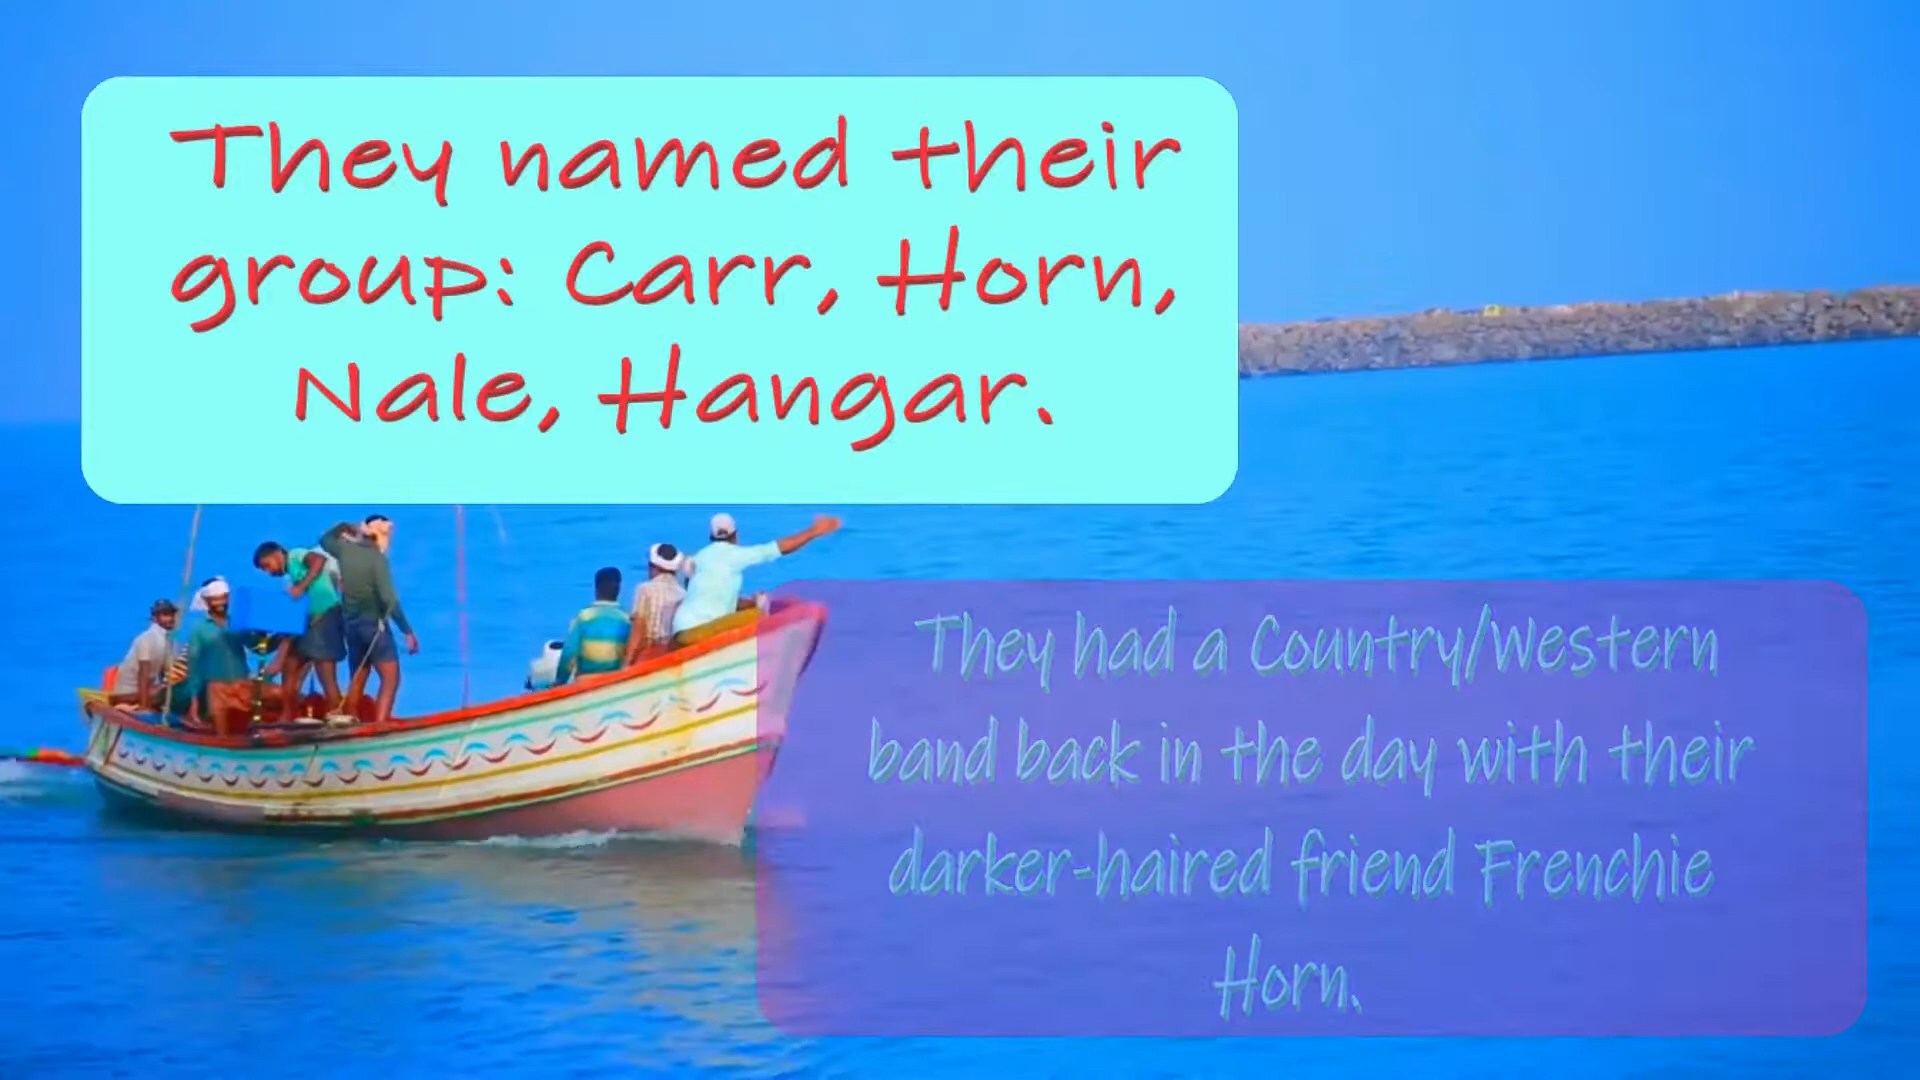 They named their
group: Carr, Horn,
Nale, Hangar.
They had a Country/Western
band back in the day with their
darker-haired friend Frenchie
Horn.